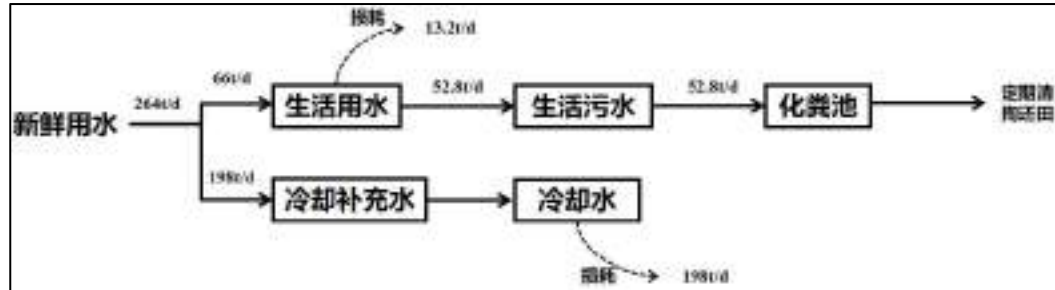 损耗
13.2t/d
66t/d
52.8t/d
52.8t/d
264t/d
生活用水
生活污水
化粪池
定期清
掏还田
新鲜用水
198t/d
冷却补充水
冷却水
损耗
198t/d